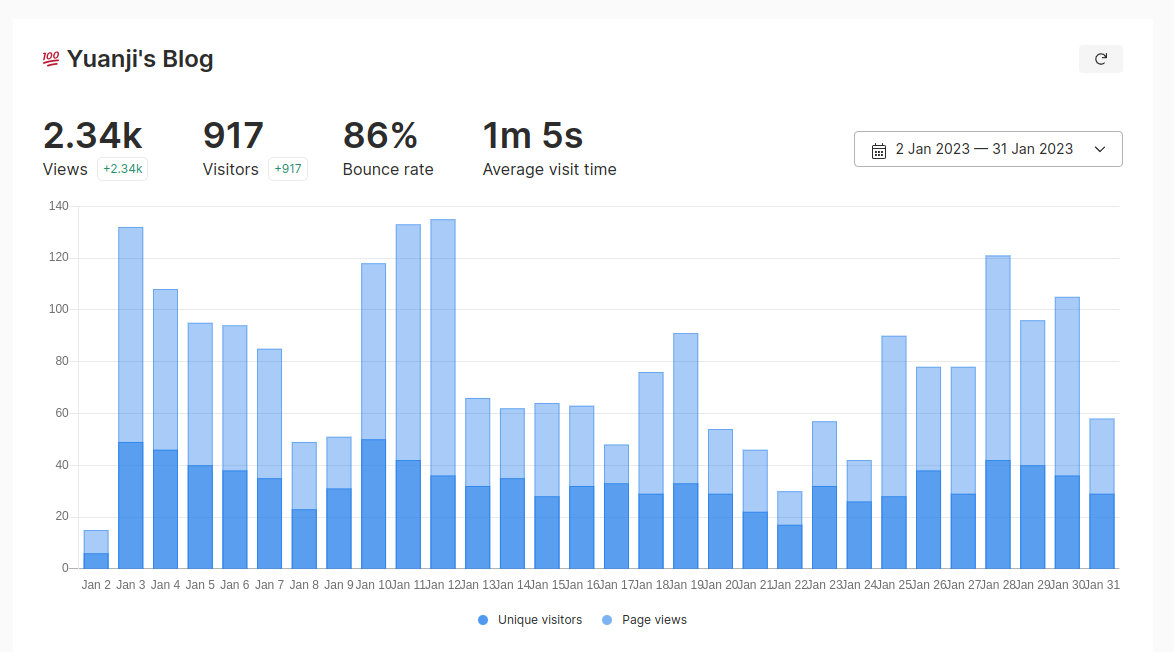 💯 Yuanji's Blog
2.34k 917 86% 1m 5s
Views +2.34k Visitors +917 Bounce rate Average visit time
2 Jan 2023 — 31 Jan 2023
140
120
100
80
60
40
20
0
Jan 2 Jan 3 Jan 4 Jan 5 Jan 6 Jan 7 Jan 8 Jan 9 Jan 10 Jan 11 Jan 12 Jan 13 Jan 14 Jan 15 Jan 16 Jan 17 Jan 18 Jan 19 Jan 20 Jan 21 Jan 22 Jan 23 Jan 24 Jan 25 Jan 26 Jan 27 Jan 28 Jan 29 Jan 30 Jan 31
Unique visitors Page views